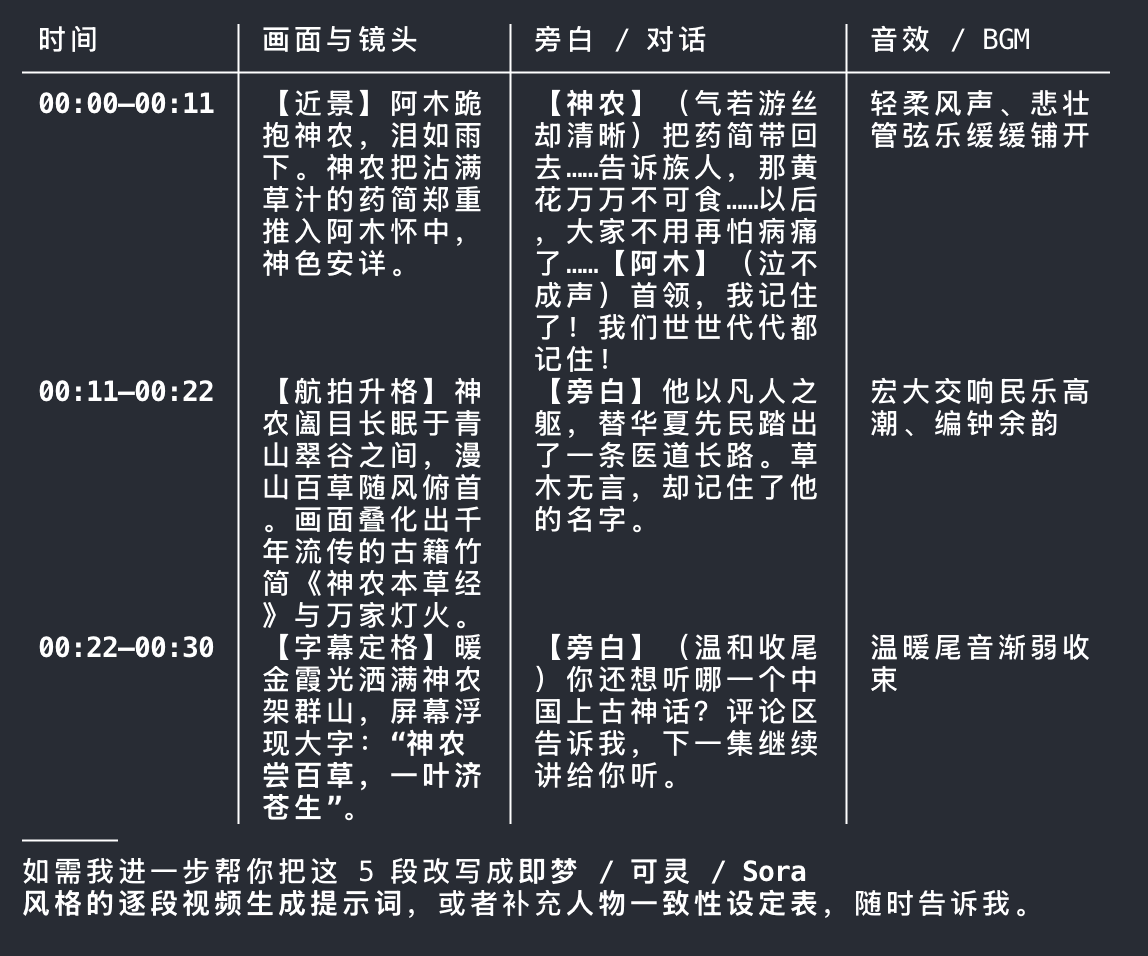 时间 画面与镜头 旁白 / 对话 音效 / BGM
00:00–00:11 【近景】阿木跪 【神农】（气若游丝 轻柔风声、悲壮
抱神农，泪如雨 却清晰）把药简带回 管弦乐缓缓铺开
下。神农把沾满 去……告诉族人，那黄
草汁的药简郑重 花万万不可食……以后
推入阿木怀中， ，大家不用再怕病痛
神色安详。 了……【阿木】（泣不
成声）首领，我记住
了！我们世世代代都
记住！
00:11–00:22 【航拍升格】神 【旁白】他以凡人之 宏大交响民乐高
农阖目长眠于青 躯，替华夏先民踏出 潮、编钟余韵
山翠谷之间，漫 了一条医道长路。草
山百草随风俯首 木无言，却记住了他
。画面叠化出千 的名字。
年流传的古籍竹
简《神农本草经
》与万家灯火。
00:22–00:30 【字幕定格】暖 【旁白】（温和收尾 温暖尾音渐弱收
金霞光洒满神农 ）你还想听哪一个中 束
架群山，屏幕浮 国上古神话？评论区
现大字：“神农 告诉我，下一集继续
尝百草，一叶济 讲给你听。
苍生”。
如需我进一步帮你把这 5 段改写成即梦 / 可灵 / Sora
风格的逐段视频生成提示词，或者补充人物一致性设定表，随时告诉我。